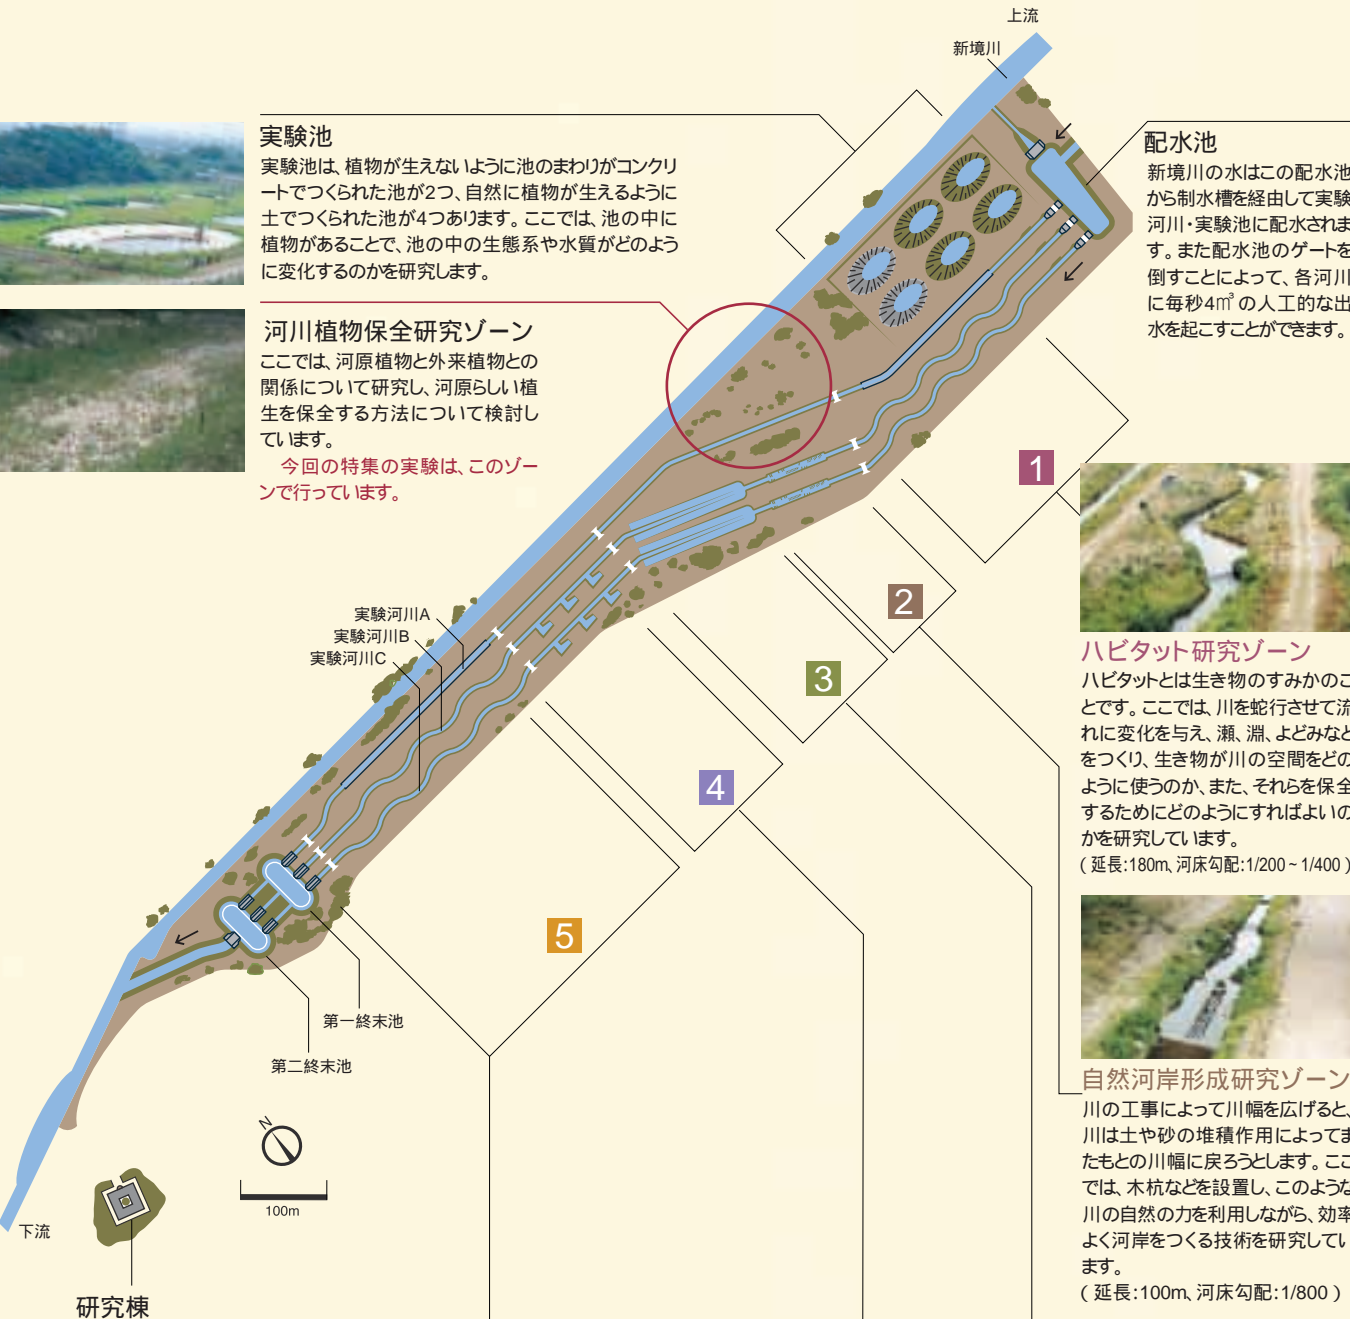 上流
新境川
実験池
実験池は、植物が生えないように池のまわりがコンクリ
ートでつくられた池が2つ、自然に植物が生えるように
土でつくられた池が4つあります。ここでは、池の中に
植物があることで、池の中の生態系や水質がどのよう
に変化するのかを研究します。
配水池
新境川の水はこの配水池
から制水槽を経由して実験
河川・実験池に配水されま
す。また配水池のゲートを
倒すことによって、各河川
に毎秒4m³の人工的な出
水を起こすことができます。
河川植物保全研究ゾーン
ここでは、河原植物と外来植物との
関係について研究し、河原らしい植
生を保全する方法について検討し
ています。
今回の特集の実験は、このゾー
ンで行っています。
1
2
3
4
5
実験河川A
実験河川B
実験河川C
ハビタット研究ゾーン
ハビタットとは生き物のすみかのこ
とです。ここでは、川を蛇行させて流
れに変化を与え、瀬、淵、よどみなど
をつくり、生き物が川の空間をどの
ように使うのか、また、それらを保全
するためにどのようにすればよいの
かを研究しています。
(延長:180m、河床勾配:1/200~1/400)
自然河岸形成研究ゾーン
川の工事によって川幅を広げると、
川は土や砂の堆積作用によってま
たもとの川幅に戻ろうとします。ここ
では、木杭などを設置し、このような
川の自然の力を利用しながら、効率
よく河岸をつくる技術を研究してい
ます。
(延長:100m、河床勾配:1/800)
第一終末池
第二終末池
N
100m
下流
研究棟